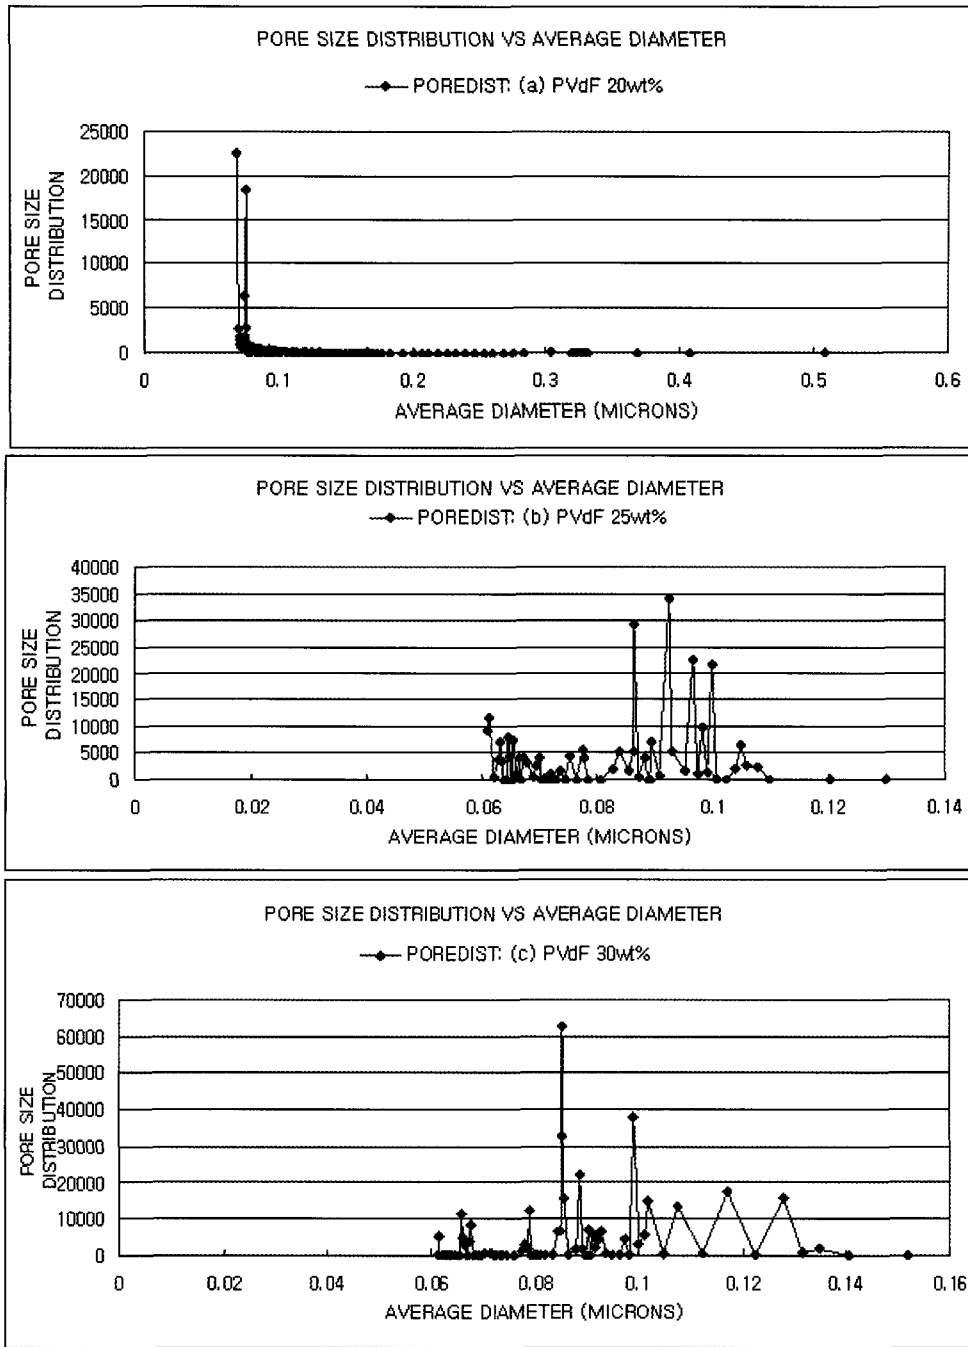 PORE SIZE DISTRIBUTION VS AVERAGE DIAMETER
POREDIST: (a) PVdF 20wt%
25000
20000
15000
10000
5000
0
PORE SIZE
DISTRIBUTION
0 0.1 0.2 0.3 0.4 0.5 0.6
AVERAGE DIAMETER (MICRONS)
PORE SIZE DISTRIBUTION VS AVERAGE DIAMETER
POREDIST: (b) PVdF 25wt%
40000
35000
30000
25000
20000
15000
10000
5000
0
PORE SIZE
DISTRIBUTION
0 0.02 0.04 0.06 0.08 0.1 0.12 0.14
AVERAGE DIAMETER (MICRONS)
PORE SIZE DISTRIBUTION VS AVERAGE DIAMETER
POREDIST: (c) PVdF 30wt%
70000
60000
50000
40000
30000
20000
10000
0
PORE SIZE
DISTRIBUTION
0 0.02 0.04 0.06 0.08 0.1 0.12 0.14 0.16
AVERAGE DIAMETER (MICRONS)